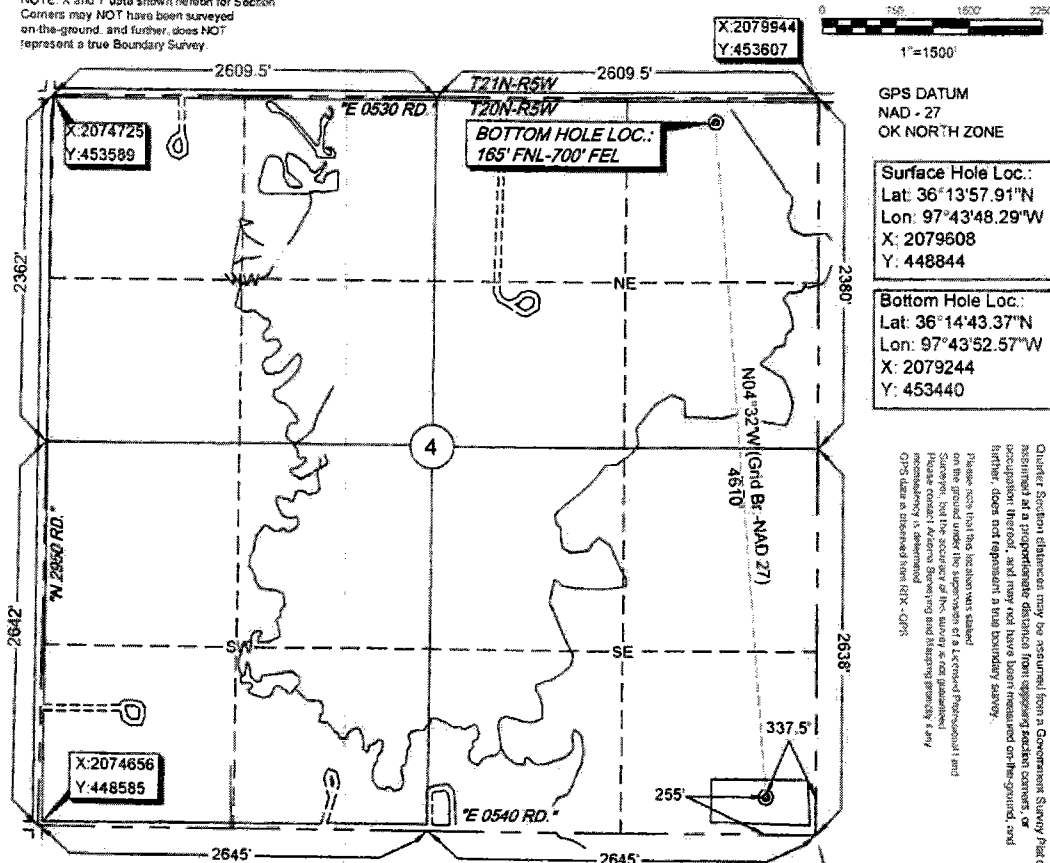 NOTE: X and Y data shown hereon for Section
Corners may NOT have been surveyed
on-the-ground, and further, does NOT
represent a true Boundary Survey.
X:2079944
Y:453607
0 750 1500 2250
1"=1500'
GPS DATUM
NAD - 27
OK NORTH ZONE
Surface Hole Loc.:
Lat: 36°13'57.91"N
Lon: 97°43'48.29"W
X: 2079608
Y: 448844
Bottom Hole Loc.:
Lat: 36°14'43.37"N
Lon: 97°43'52.57"W
X: 2079244
Y: 453440
2609.5'
2609.5'
T21N-R5W
T20N-R5W
"E 0530 RD.
X:2074725
Y:453589
BOTTOM HOLE LOC.:
165' FNL-700' FEL
2362'
2380'
NW
NE
4
N04°32'W (Grid Br.-NAD 27)
4610'
"N 2960 RD."
2642'
2638'
SW
SE
X:2074656
Y:448585
337.5'
255'
"E 0540 RD."
2645'
2645'
Quarter Section distances may be assumed from a Government Survey Plat or
assumed at a proportionate distance from opposing section corners, or
occupation thereof, and may not have been measured on-the-ground, and
further, does not represent a true boundary survey.
Please note that this location was staked
on the ground under the supervision of a Licensed Professional Land
Surveyor, but the accuracy of this survey is not guaranteed.
Please contact Arkoma Surveying and Mapping promptly if any
inconsistency is determined.
GPS data is observed from RTK - GPS